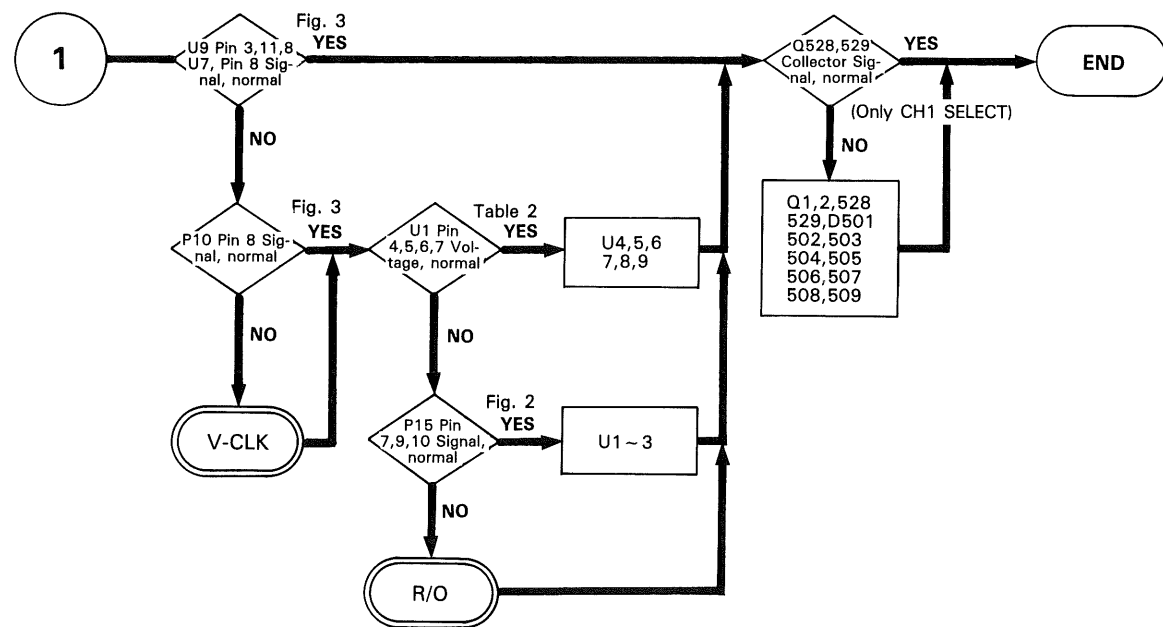 1
U9 Pin 3,11,8
U7, Pin 8 Sig-
nal, normal
Fig. 3
YES
NO
Q528,529
Collector Sig-
nal, normal
YES
(Only CH1 SELECT)
END
NO
Q1,2,528
529,D501
502,503
504,505
506,507
508,509
P10 Pin 8 Sig-
nal, normal
Fig. 3
YES
NO
U1 Pin
4,5,6,7 Vol-
tage, normal
Table 2
YES
U4,5,6
7,8,9
NO
V-CLK
P15 Pin
7,9,10 Signal,
normal
Fig. 2
YES
U1~3
NO
R/O